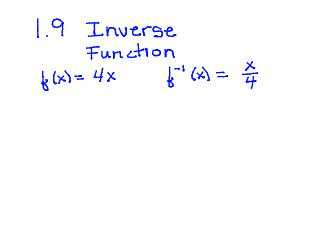 1.9 Inverse
Function
f(x) = 4x f⁻¹(x) = x/4